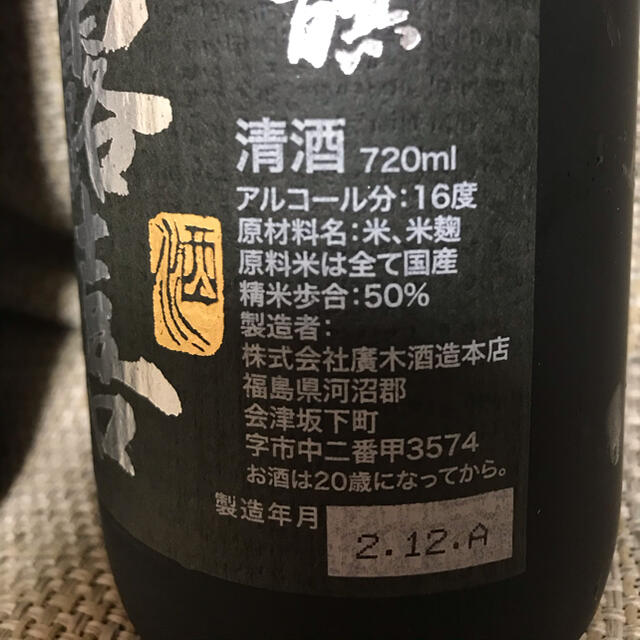 清酒 720ml
アルコール分：16度
原材料名：米、米麹
原料米は全て国産
精米歩合：50%
製造者：
株式会社廣木酒造本店
福島県河沼郡
会津坂下町
字市中二番甲3574
お酒は20歳になってから。
製造年月 2.12.A
酒